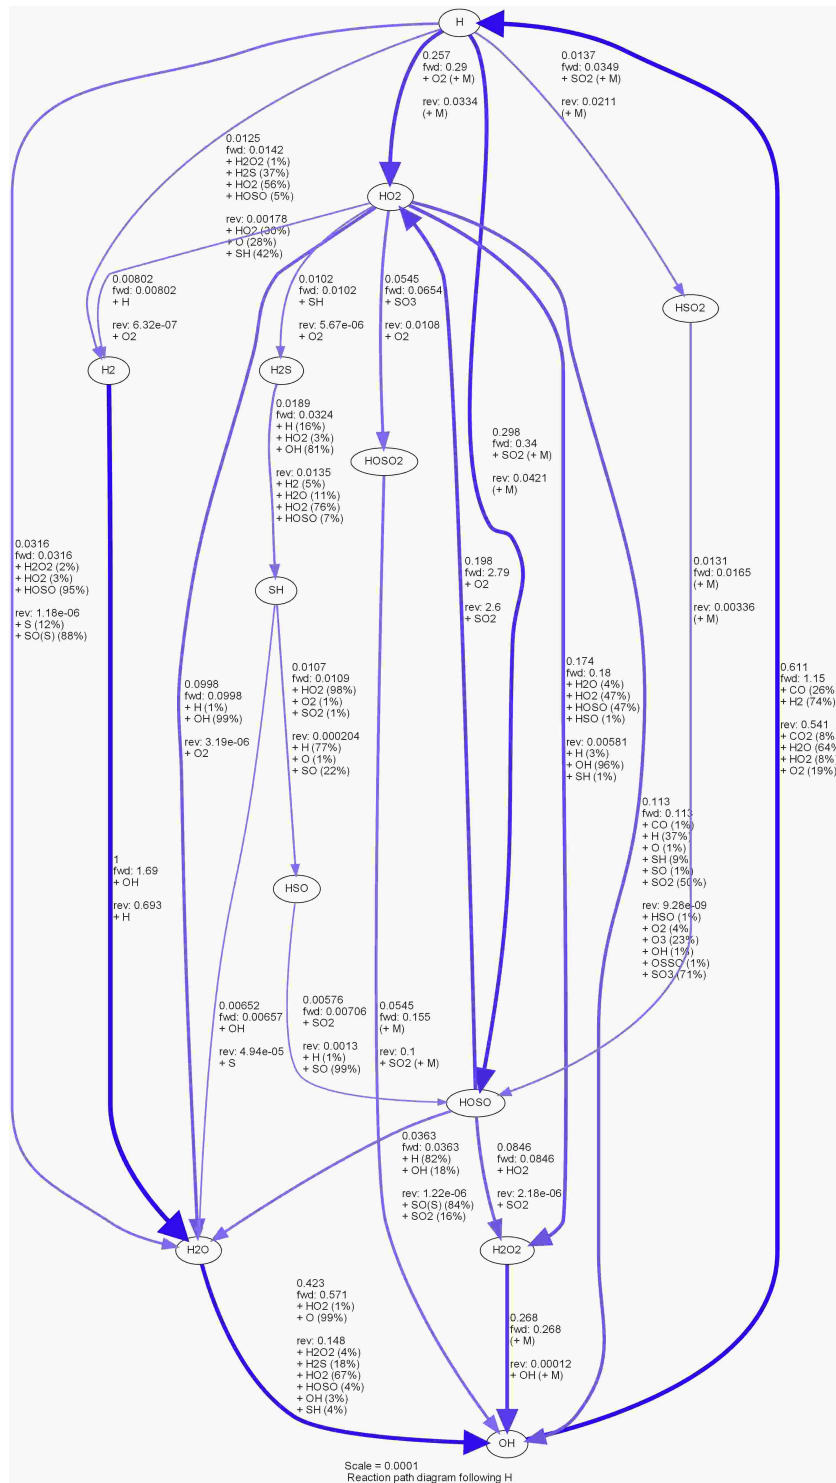 H
0.257
fwd: 0.29
+ O2 (+ M)
rev: 0.0334
(+ M)
0.0137
fwd: 0.0349
+ SO2 (+ M)
rev: 0.0211
(+ M)
0.0125
fwd: 0.0142
+ H2O2 (1%)
+ H2S (37%)
+ HO2 (56%)
+ HOSO (5%)
rev: 0.00178
+ HO2 (30%)
+ O (28%)
+ SH (42%)
HO2
0.00802
fwd: 0.00802
+ H
rev: 6.32e-07
+ O2
0.0102
fwd: 0.0102
+ SH
rev: 5.67e-06
+ O2
0.0545
fwd: 0.0654
+ SO3
rev: 0.0108
+ O2
HSO2
H2
H2S
0.0189
fwd: 0.0324
+ H (16%)
+ HO2 (3%)
+ OH (81%)
rev: 0.0135
+ H2 (5%)
+ H2O (11%)
+ HO2 (76%)
+ HOSO (7%)
HOSO2
0.298
fwd: 0.34
+ SO2 (+ M)
rev: 0.0421
(+ M)
0.0316
fwd: 0.0316
+ H2O2 (2%)
+ HO2 (3%)
+ HOSO (95%)
rev: 1.18e-06
+ S (12%)
+ SO(S) (88%)
SH
0.198
fwd: 2.79
+ O2
rev: 2.6
+ SO2
0.0131
fwd: 0.0165
(+ M)
rev: 0.00336
(+ M)
0.0998
fwd: 0.0998
+ H (1%)
+ OH (99%)
rev: 3.19e-06
+ O2
0.0107
fwd: 0.0109
+ HO2 (98%)
+ O2 (1%)
+ SO2 (1%)
rev: 0.000204
+ H (77%)
+ O (1%)
+ SO (22%)
0.174
fwd: 0.18
+ H2O (4%)
+ HO2 (47%)
+ HOSO (47%)
+ HSO (1%)
rev: 0.00581
+ H (3%)
+ OH (96%)
+ SH (1%)
0.611
fwd: 1.15
+ CO (26%)
+ H2 (74%)
rev: 0.541
+ CO2 (8%)
+ H2O (64%)
+ HO2 (8%)
+ O2 (19%)
0.113
fwd: 0.113
+ CO (1%)
+ H (37%)
+ O (1%)
+ SH (9%)
+ SO (1%)
+ SO2 (50%)
rev: 9.28e-09
+ HSO (1%)
+ O2 (4%)
+ O3 (23%)
+ OH (1%)
+ OSSO (1%)
+ SO3 (71%)
1
fwd: 1.69
+ OH
rev: 0.693
+ H
HSO
0.00652
fwd: 0.00657
+ OH
rev: 4.94e-05
+ S
0.00576
fwd: 0.00706
+ SO2
rev: 0.0013
+ H (1%)
+ SO (99%)
0.0545
fwd: 0.155
(+ M)
rev: 0.1
+ SO2 (+ M)
HOSO
0.0363
fwd: 0.0363
+ H (82%)
+ OH (18%)
rev: 1.22e-06
+ SO(S) (84%)
+ SO2 (16%)
0.0846
fwd: 0.0846
+ HO2
rev: 2.18e-06
+ SO2
H2O
H2O2
0.423
fwd: 0.571
+ HO2 (1%)
+ O (99%)
rev: 0.148
+ H2O2 (4%)
+ H2S (18%)
+ HO2 (67%)
+ HOSO (4%)
+ OH (3%)
+ SH (4%)
0.268
fwd: 0.268
(+ M)
rev: 0.00012
+ OH (+ M)
OH
Scale = 0.0001
Reaction path diagram following H